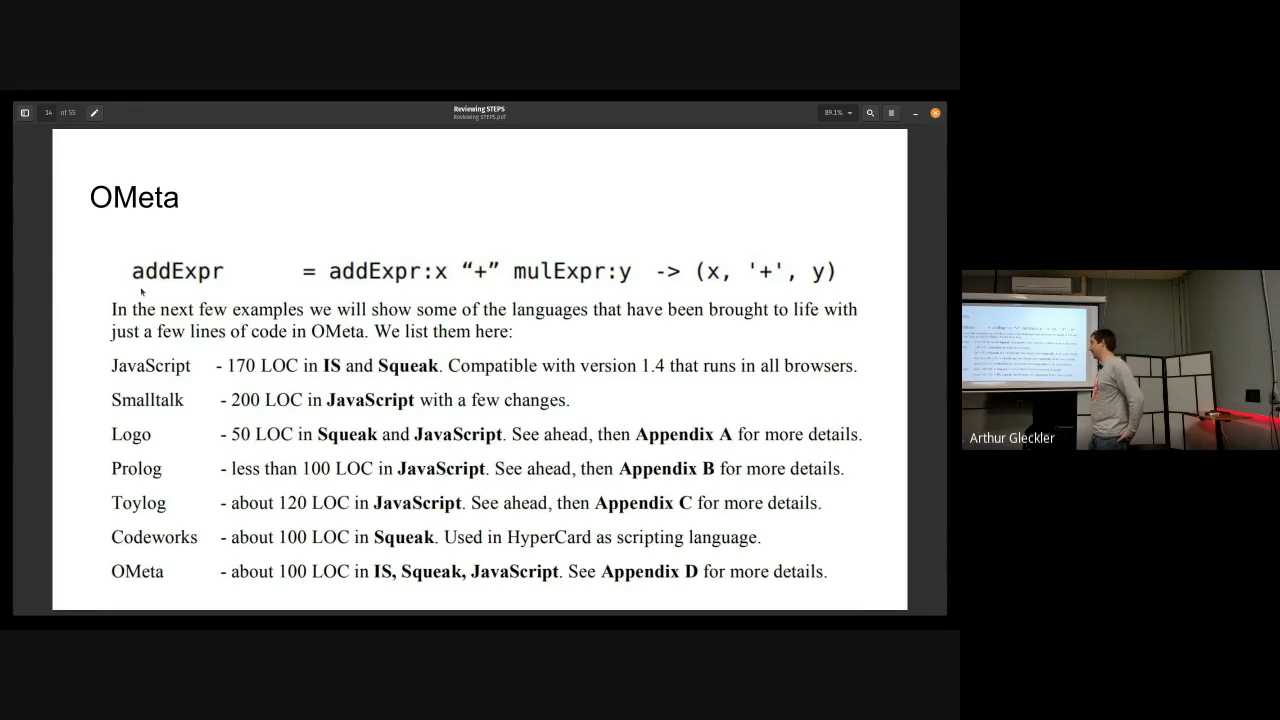 14 of 55
Reviewing STEPS
Reviewing STEPS.pdf
89.1%
OMeta
addExpr = addExpr:x “+” mulExpr:y -> (x, '+', y)
In the next few examples we will show some of the languages that have been brought to life with
just a few lines of code in OMeta. We list them here:
JavaScript - 170 LOC in IS and Squeak. Compatible with version 1.4 that runs in all browsers.
Smalltalk - 200 LOC in JavaScript with a few changes.
Logo - 50 LOC in Squeak and JavaScript. See ahead, then Appendix A for more details.
Prolog - less than 100 LOC in JavaScript. See ahead, then Appendix B for more details.
Toylog - about 120 LOC in JavaScript. See ahead, then Appendix C for more details.
Codeworks - about 100 LOC in Squeak. Used in HyperCard as scripting language.
OMeta - about 100 LOC in IS, Squeak, JavaScript. See Appendix D for more details.
Arthur Gleckler